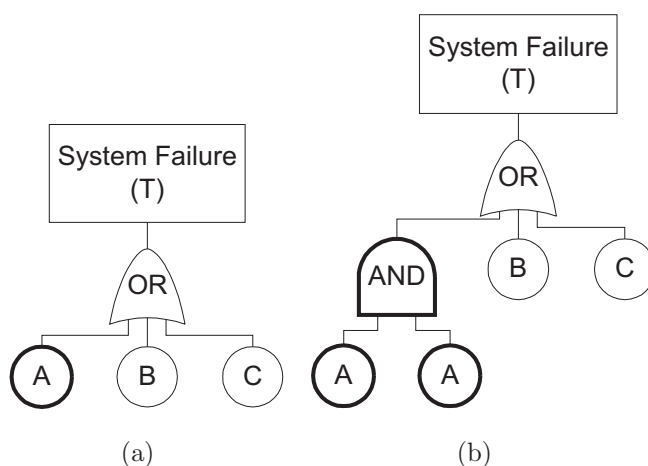 System Failure
(T)
OR
A
B
C
(a)
System Failure
(T)
OR
AND
B
C
A
A
(b)